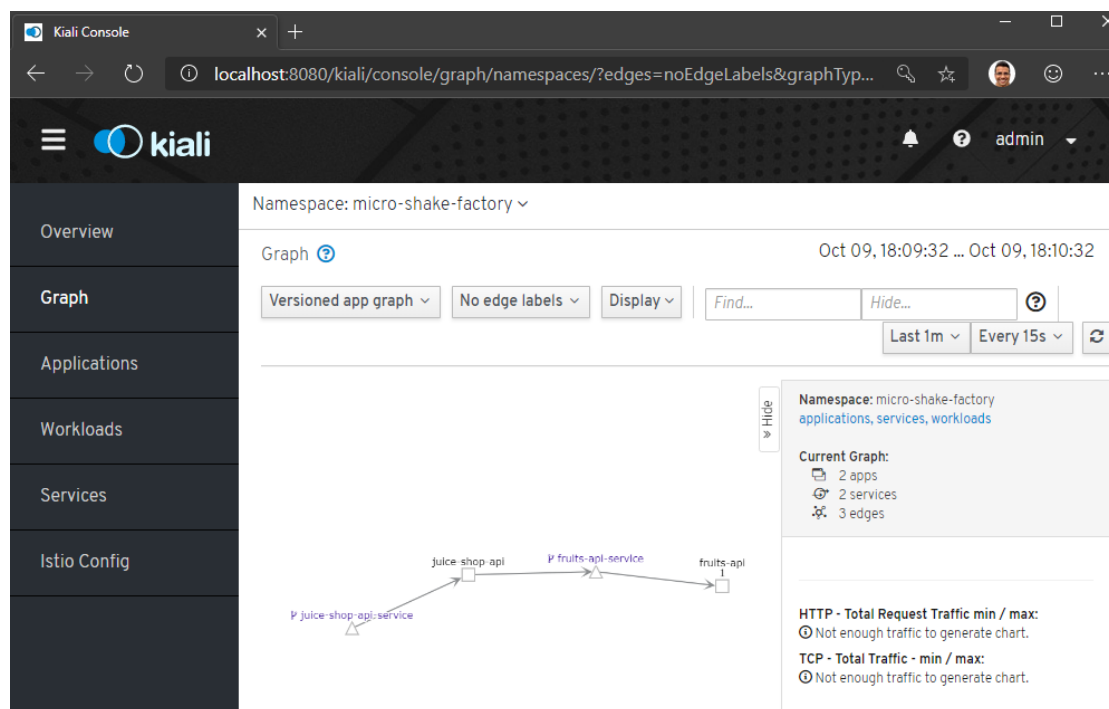 Kiali Console
localhost:8080/kiali/console/graph/namespaces/?edges=noEdgeLabels&graphTyp...
kiali
admin
Namespace: micro-shake-factory
Overview
Graph
Applications
Workloads
Services
Istio Config
Graph
Oct 09, 18:09:32 ... Oct 09, 18:10:32
Versioned app graph
No edge labels
Display
Find...
Hide...
Last 1m
Every 15s
Hide
Namespace: micro-shake-factory
applications, services, workloads
Current Graph:
2 apps
2 services
3 edges
juice-shop-api
fruits-api-service
fruits-api
1
juice-shop-api-service
HTTP - Total Request Traffic min / max:
Not enough traffic to generate chart.
TCP - Total Traffic - min / max:
Not enough traffic to generate chart.